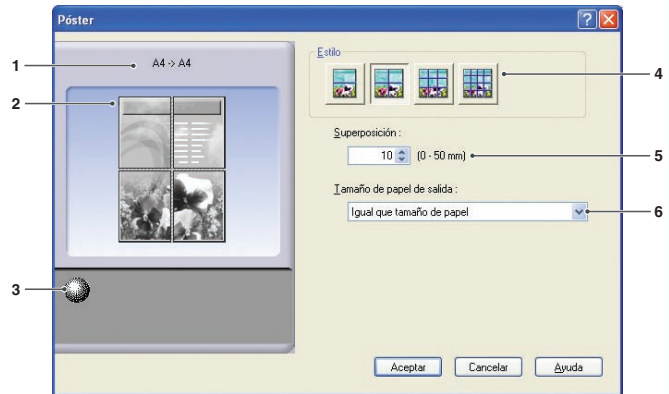 Póster
1
A4 -> A4
2
3
Estilo
4
Superposición :
10 (0 - 50 mm)
5
Tamaño de papel de salida :
Igual que tamaño de papel
6
Aceptar Cancelar Ayuda